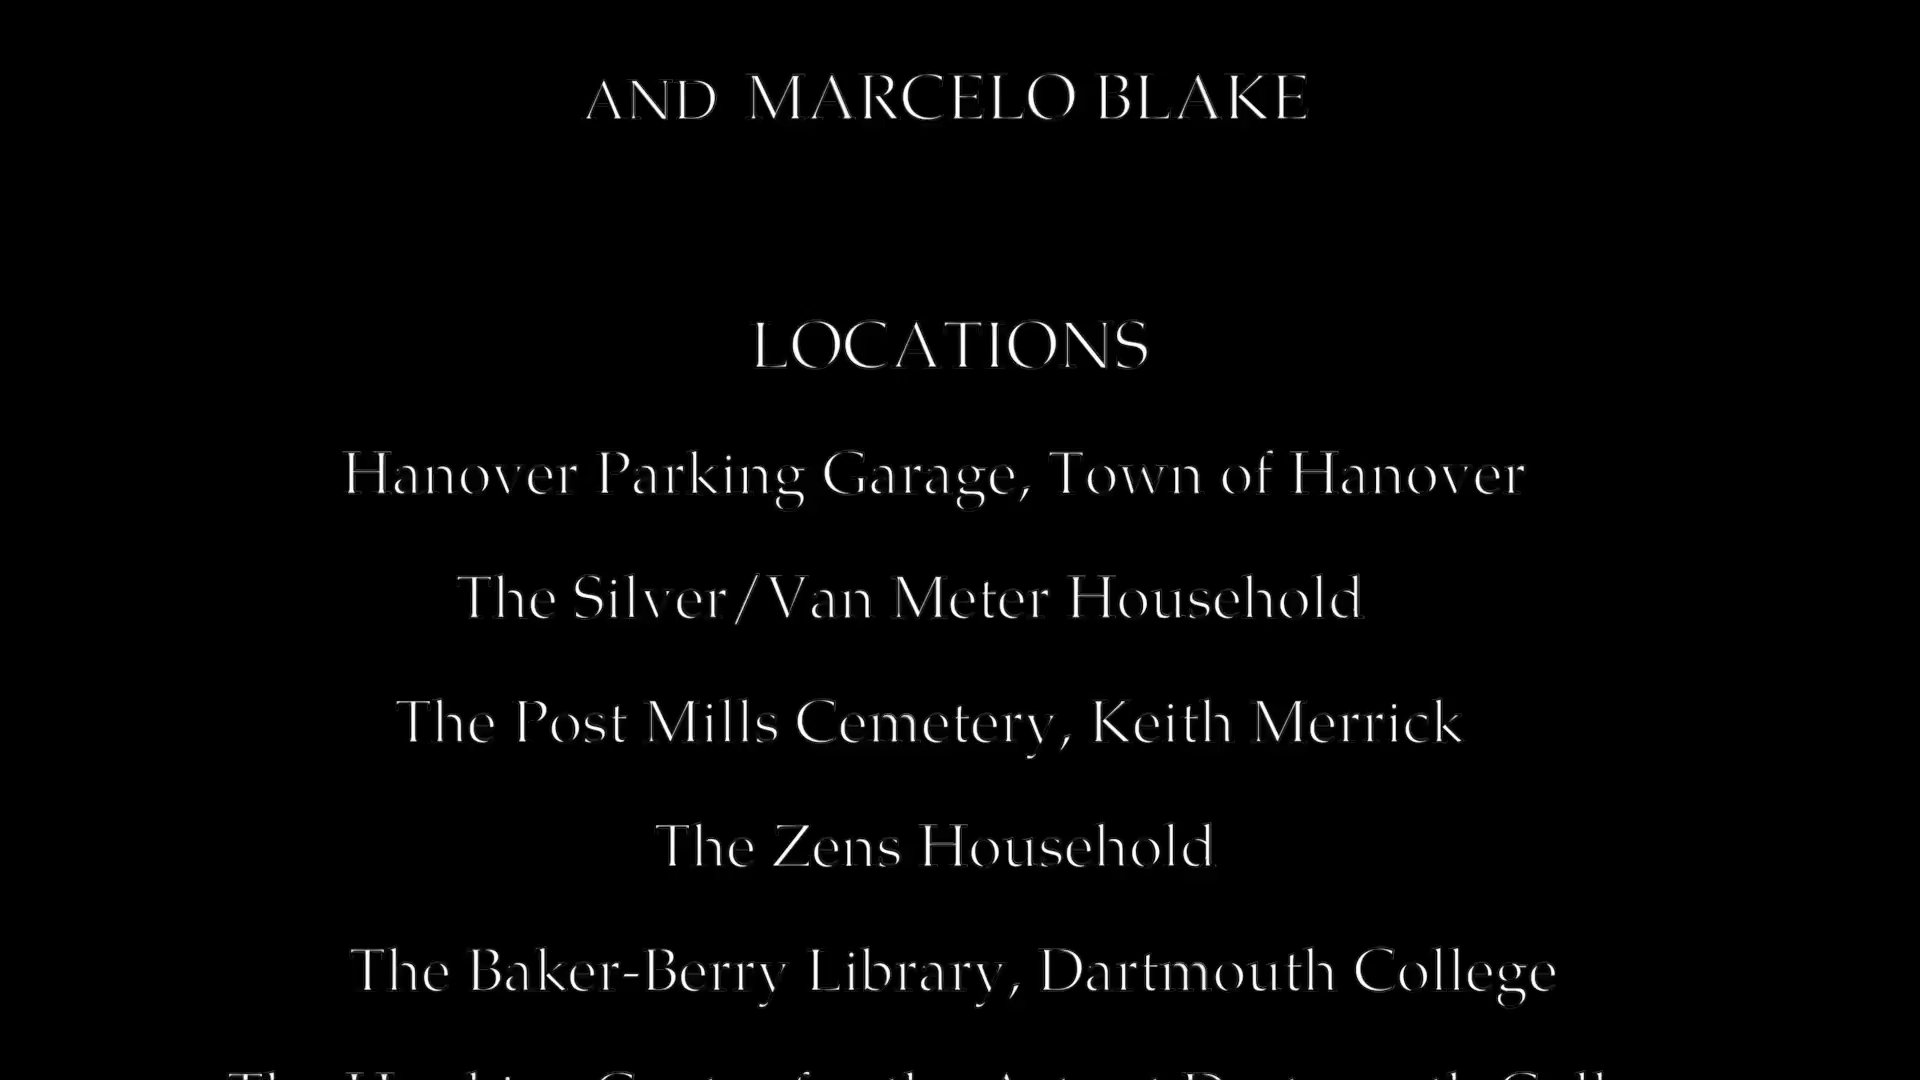 AND MARCELO BLAKE
LOCATIONS
Hanover Parking Garage, Town of Hanover
The Silver/Van Meter Household
The Post Mills Cemetery, Keith Merrick
The Zens Household
The Baker-Berry Library, Dartmouth College